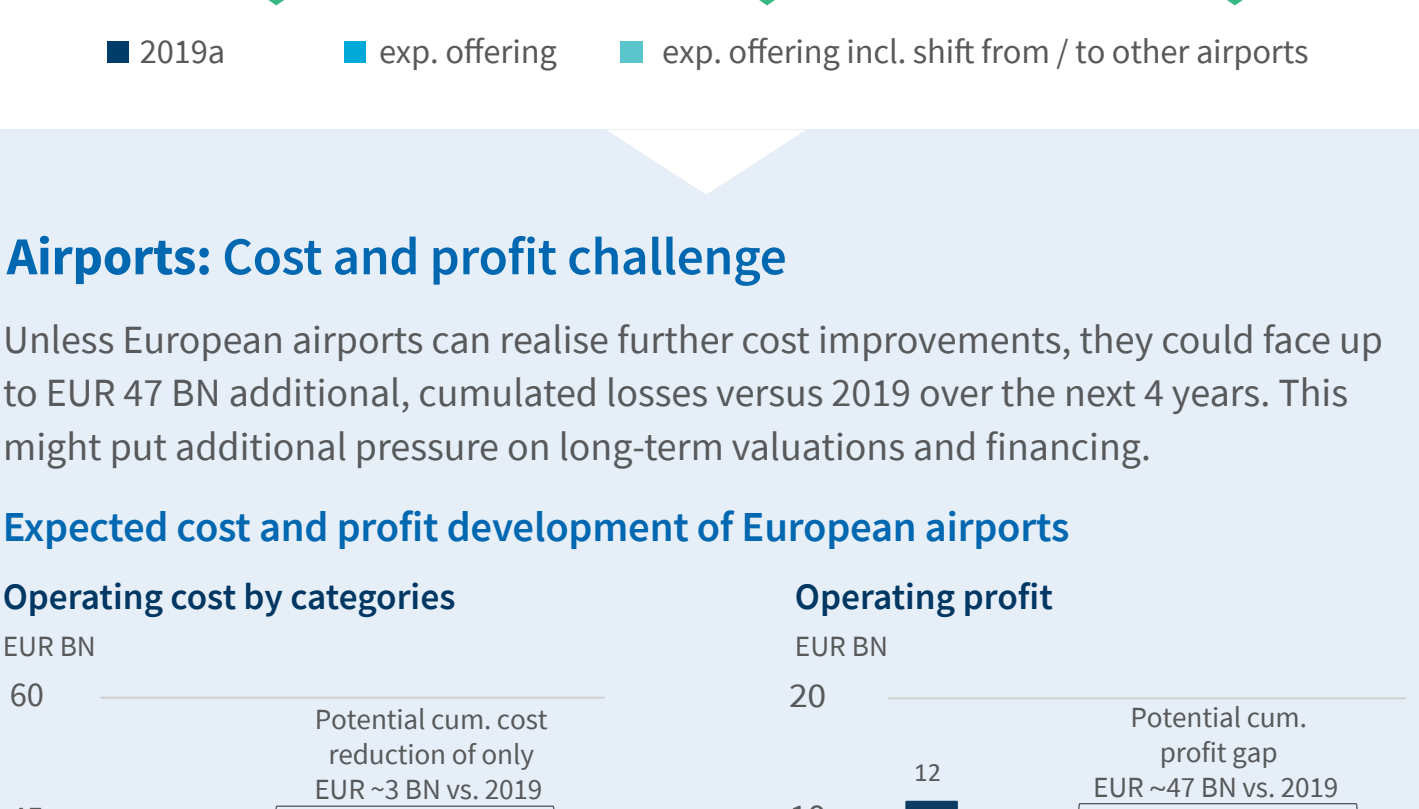 2019a exp. offering exp. offering incl. shift from / to other airports
Airports: Cost and profit challenge
Unless European airports can realise further cost improvements, they could face up
to EUR 47 BN additional, cumulated losses versus 2019 over the next 4 years. This
might put additional pressure on long-term valuations and financing.
Expected cost and profit development of European airports
Operating cost by categories
EUR BN
60
Potential cum. cost
reduction of only
EUR ~3 BN vs. 2019
Operating profit
EUR BN
20
Potential cum.
profit gap
EUR ~47 BN vs. 2019
12